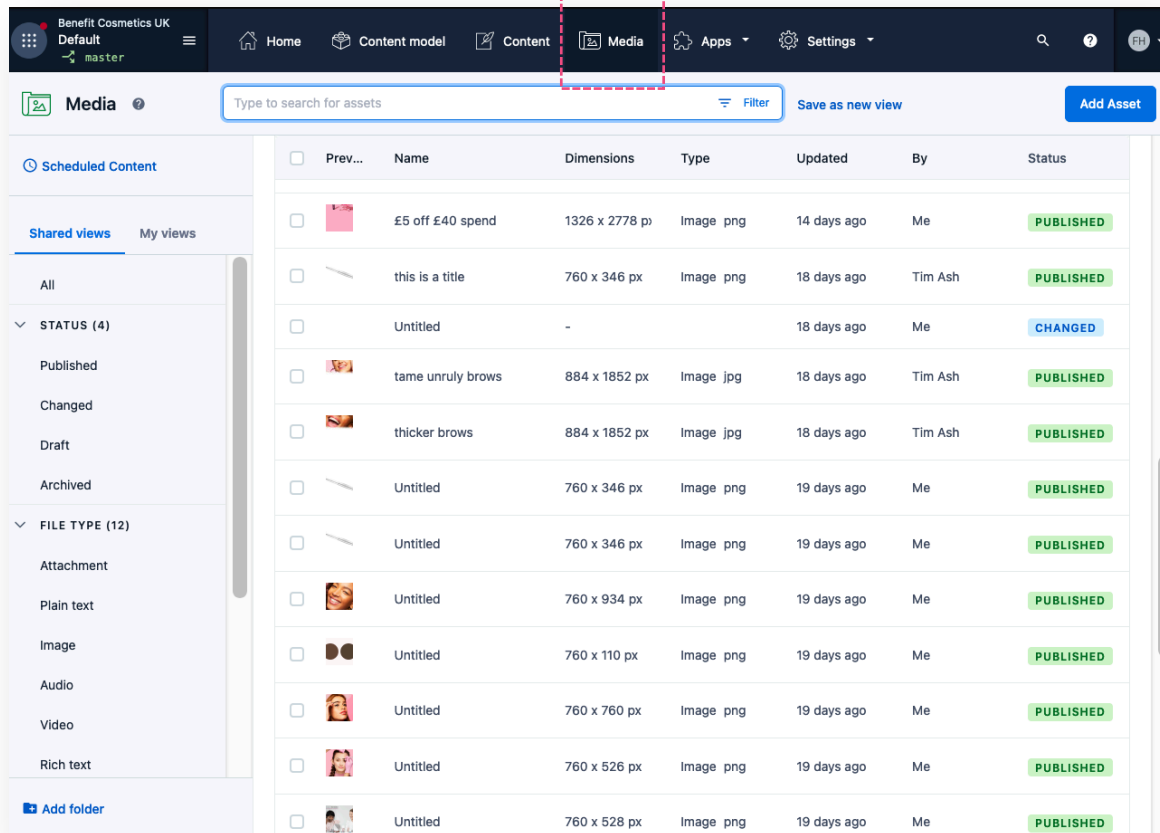 Benefit Cosmetics UK
Default
master
Home
Content model
Content
Media
Apps
Settings
FH
Media
Type to search for assets
Filter
Save as new view
Add Asset
Scheduled Content
Shared views
My views
All
STATUS (4)
Published
Changed
Draft
Archived
FILE TYPE (12)
Attachment
Plain text
Image
Audio
Video
Rich text
Add folder
Prev... Name Dimensions Type Updated By Status
£5 off £40 spend 1326 x 2778 p Image png 14 days ago Me PUBLISHED
this is a title 760 x 346 px Image png 18 days ago Tim Ash PUBLISHED
Untitled - 18 days ago Me CHANGED
tame unruly brows 884 x 1852 px Image jpg 18 days ago Tim Ash PUBLISHED
thicker brows 884 x 1852 px Image jpg 18 days ago Tim Ash PUBLISHED
Untitled 760 x 346 px Image png 19 days ago Me PUBLISHED
Untitled 760 x 346 px Image png 19 days ago Me PUBLISHED
Untitled 760 x 934 px Image png 19 days ago Me PUBLISHED
Untitled 760 x 110 px Image png 19 days ago Me PUBLISHED
Untitled 760 x 760 px Image png 19 days ago Me PUBLISHED
Untitled 760 x 526 px Image png 19 days ago Me PUBLISHED
Untitled 760 x 528 px Image png 19 days ago Me PUBLISHED